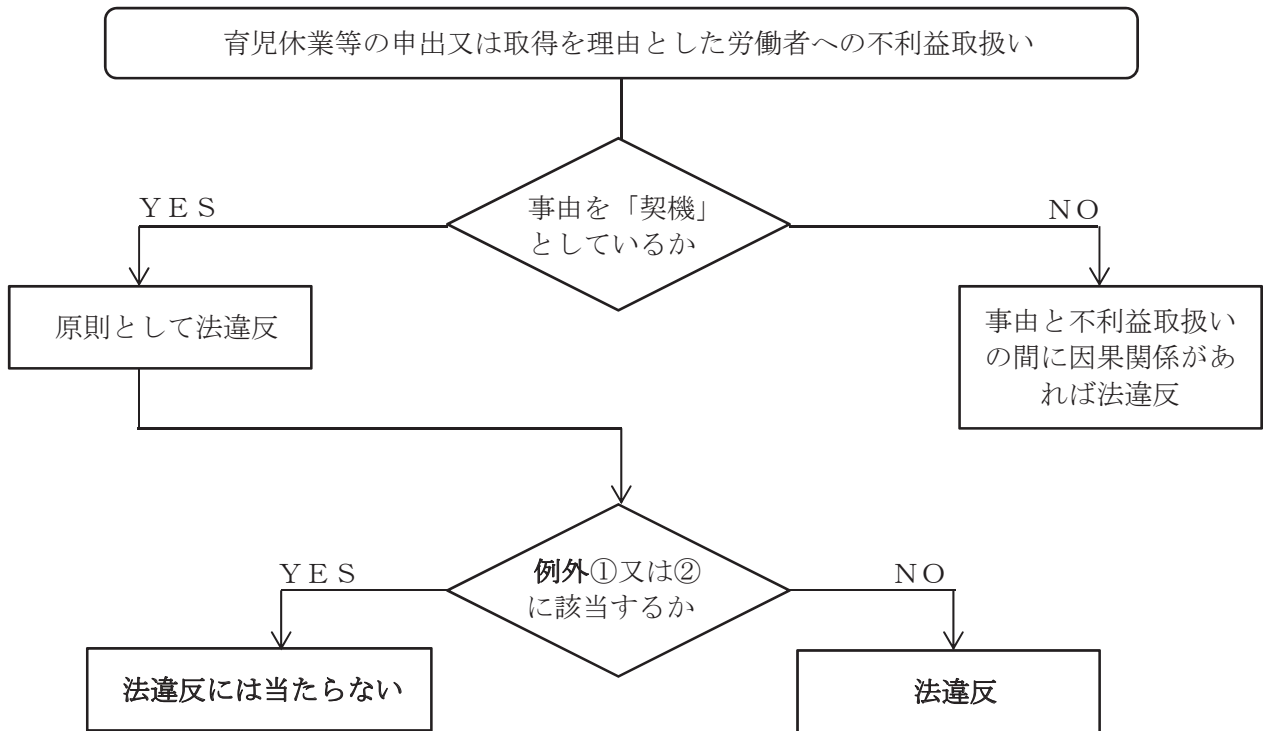 育児休業等の申出又は取得を理由とした労働者への不利益取扱い
事由を「契機」
としているか
ＹＥＳ
ＮＯ
原則として法違反
事由と不利益取扱い
の間に因果関係があ
れば法違反
例外①又は②
に該当するか
ＹＥＳ
ＮＯ
法違反には当たらない
法違反